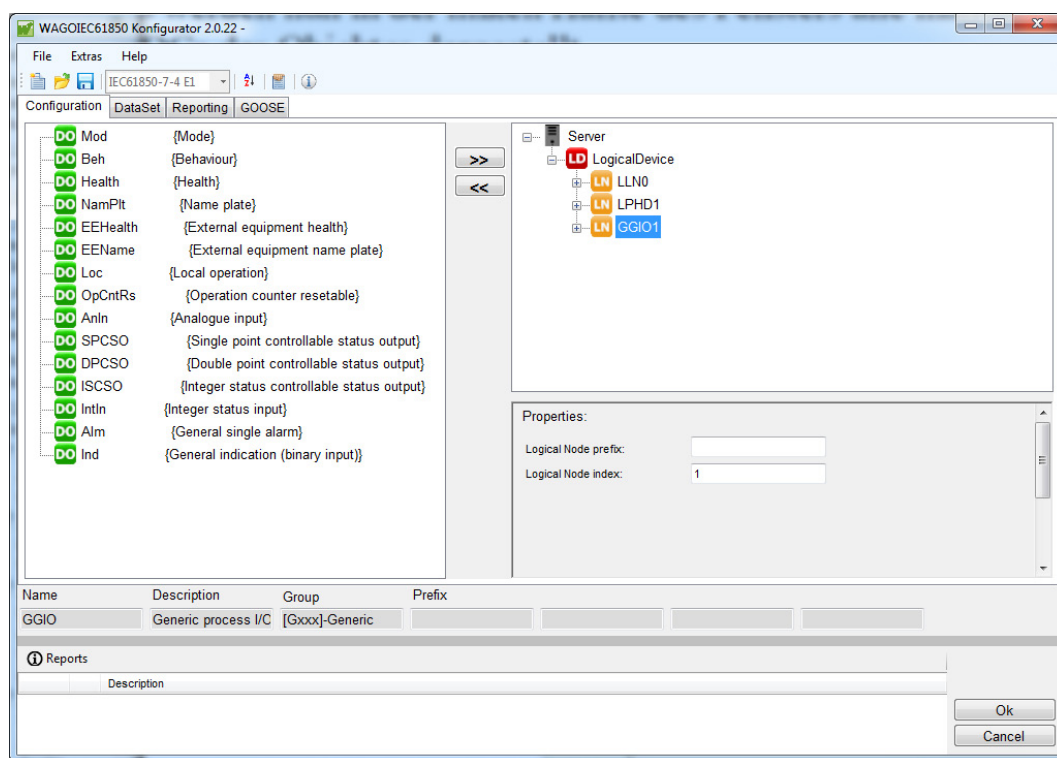 WAGOIEC61850 Konfigurator 2.0.22 -
File Extras Help
IEC61850-7-4 E1
Configuration DataSet Reporting GOOSE
DO Mod {Mode}
DO Beh {Behaviour}
DO Health {Health}
DO NamPlt {Name plate}
DO EEHealth {External equipment health}
DO EEName {External equipment name plate}
DO Loc {Local operation}
DO OpCntRs {Operation counter resetable}
DO AnIn {Analogue input}
DO SPCSO {Single point controllable status output}
DO DPCSO {Double point controllable status output}
DO ISCSO {Integer status controllable status output}
DO IntIn {Integer status input}
DO Alm {General single alarm}
DO Ind {General indication (binary input)}
>>
<<
Server
LD LogicalDevice
LN LLN0
LN LPHD1
LN GGIO1
Properties:
Logical Node prefix:
Logical Node index: 1
Name Description Group Prefix
GGIO Generic process I/O [Gxxx]-Generic
Reports
Description
Ok
Cancel